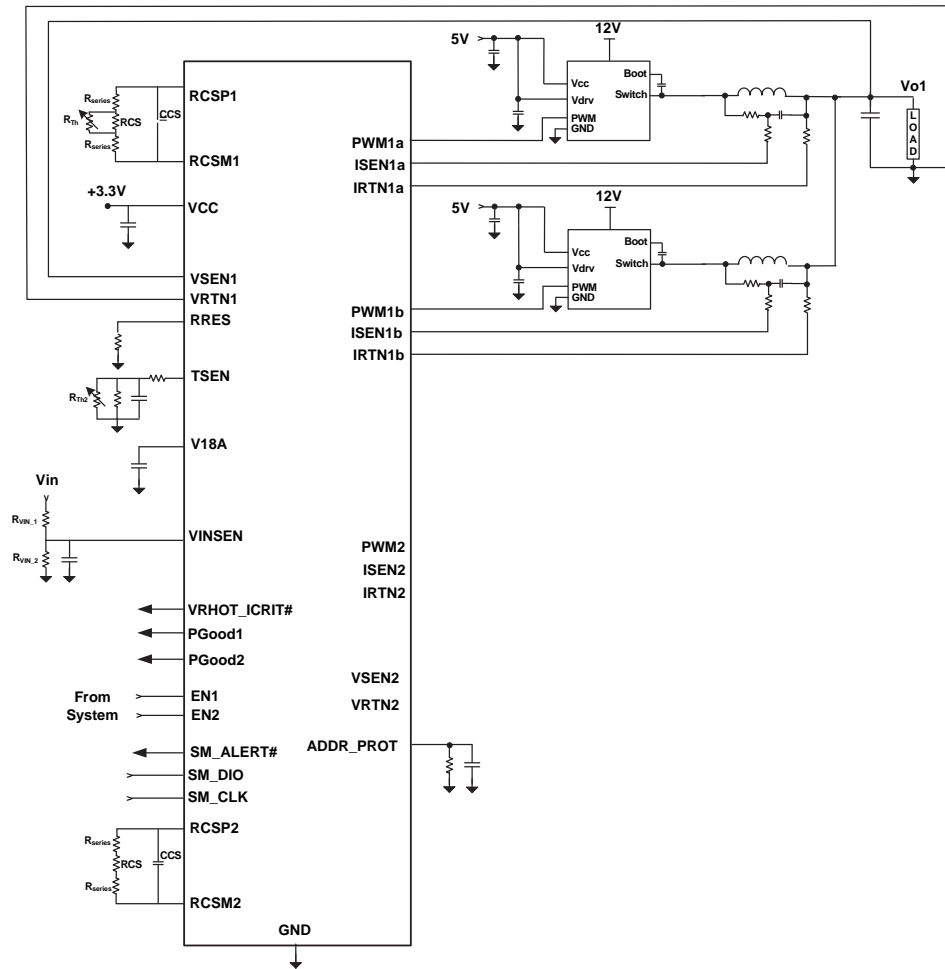 12V
5V
Boot
Vcc
Switch
Vdrv
PWM
GND
Vo1
LOAD
Rseries
RTh
RCS
Rseries
CCS
RCSP1
RCSM1
PWM1a
ISEN1a
IRTN1a
+3.3V
VCC
12V
5V
Boot
Vcc
Switch
Vdrv
PWM
GND
VSEN1
VRTN1
RRES
PWM1b
ISEN1b
IRTN1b
TSEN
RTh2
V18A
Vin
RVIN_1
VINSEN
RVIN_2
PWM2
ISEN2
IRTN2
VRHOT_ICRIT#
PGood1
PGood2
VSEN2
VRTN2
From
System
EN1
EN2
ADDR_PROT
SM_ALERT#
SM_DIO
SM_CLK
RCSP2
Rseries
RCS
CCS
Rseries
RCSM2
GND